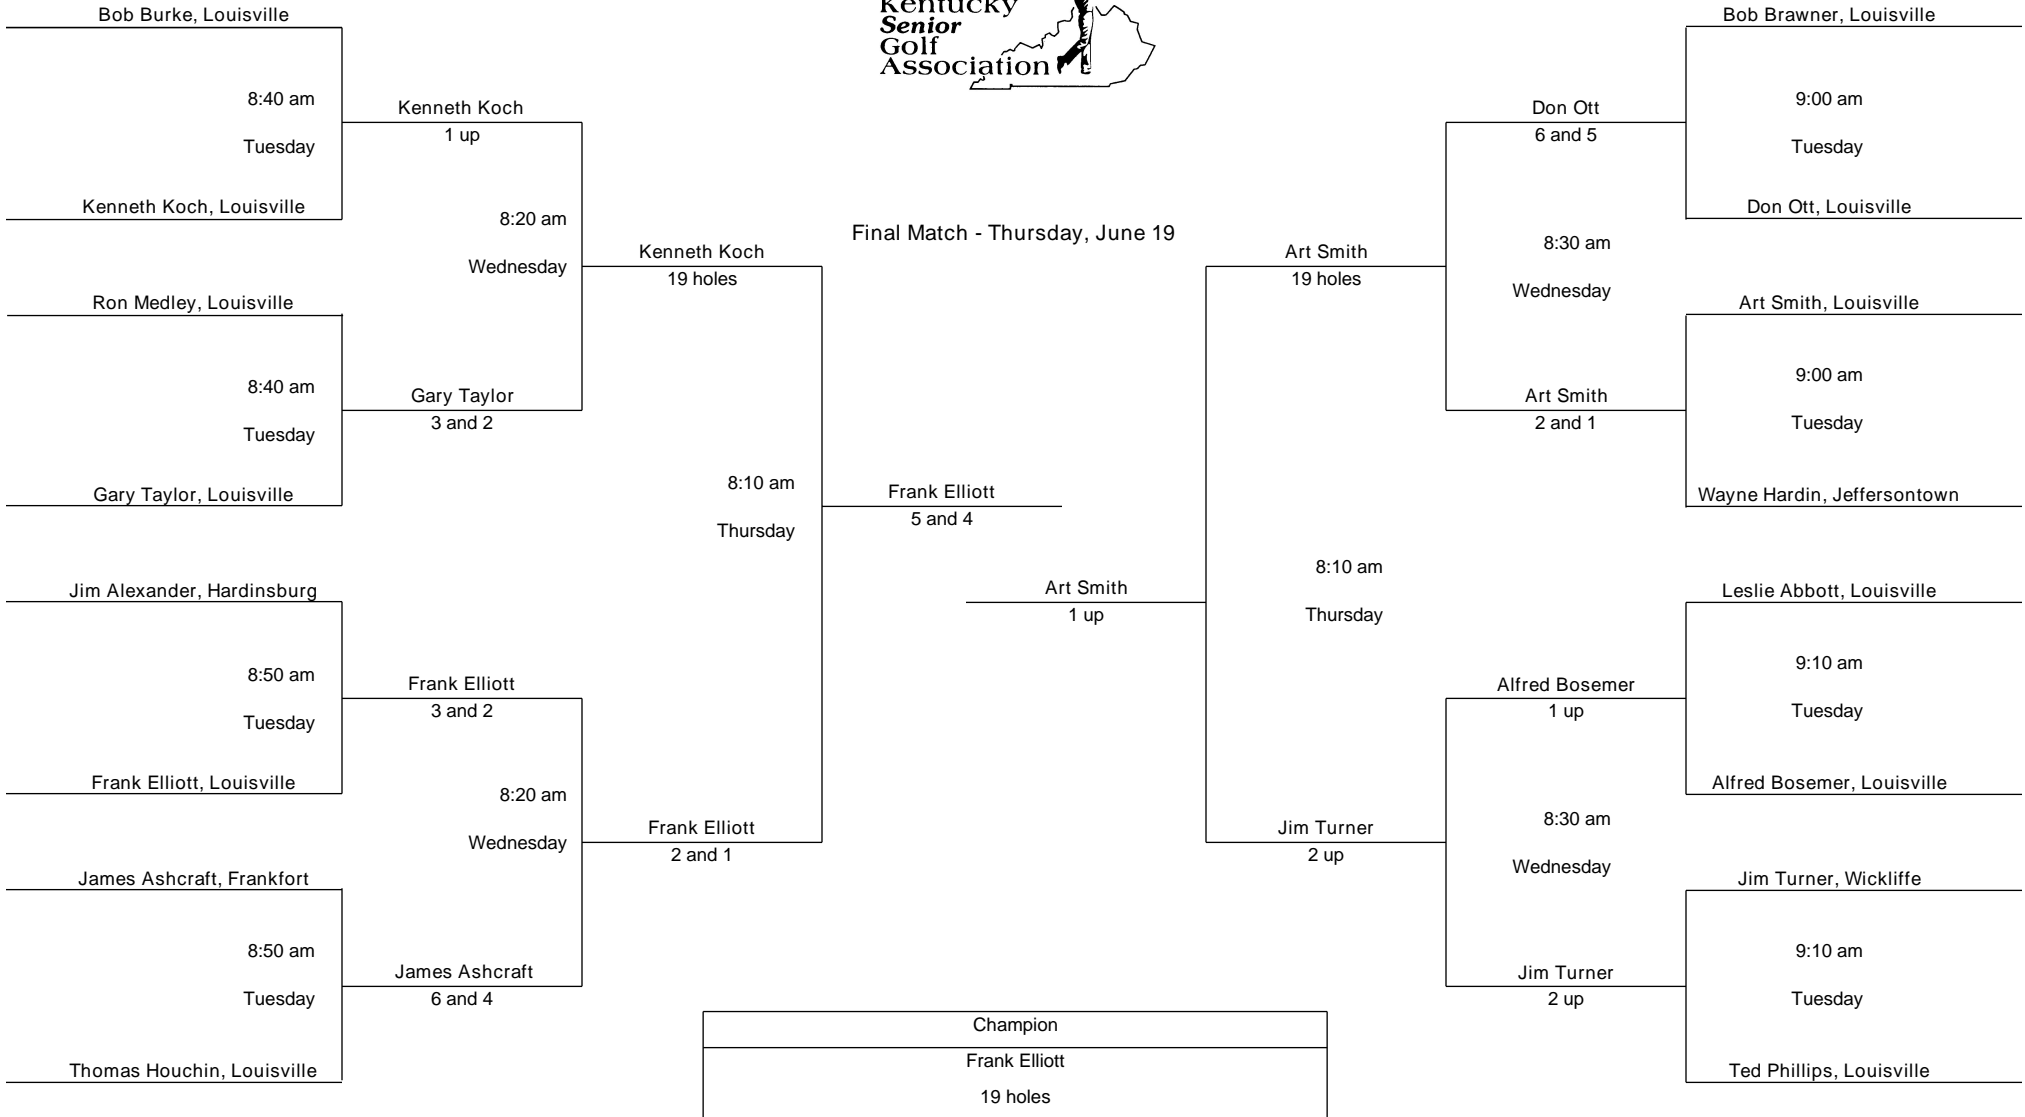 Kentucky
Senior
Golf
Association
Final Match - Thursday, June 19
Bob Burke, Louisville
8:40 am
Tuesday
Kenneth Koch, Louisville
Ron Medley, Louisville
8:40 am
Tuesday
Gary Taylor, Louisville
Jim Alexander, Hardinsburg
8:50 am
Tuesday
Frank Elliott, Louisville
James Ashcraft, Frankfort
8:50 am
Tuesday
Thomas Houchin, Louisville
Kenneth Koch
1 up
8:20 am
Wednesday
Gary Taylor
3 and 2
Frank Elliott
3 and 2
8:20 am
Wednesday
James Ashcraft
6 and 4
Kenneth Koch
19 holes
8:10 am
Thursday
Frank Elliott
2 and 1
Frank Elliott
5 and 4
Art Smith
1 up
Art Smith
19 holes
8:10 am
Thursday
Jim Turner
2 up
Don Ott
6 and 5
8:30 am
Wednesday
Art Smith
2 and 1
Alfred Bosemer
1 up
8:30 am
Wednesday
Jim Turner
2 up
Bob Brawner, Louisville
9:00 am
Tuesday
Don Ott, Louisville
Art Smith, Louisville
9:00 am
Tuesday
Wayne Hardin, Jeffersontown
Leslie Abbott, Louisville
9:10 am
Tuesday
Alfred Bosemer, Louisville
Jim Turner, Wickliffe
9:10 am
Tuesday
Ted Phillips, Louisville
Champion
Frank Elliott
19 holes